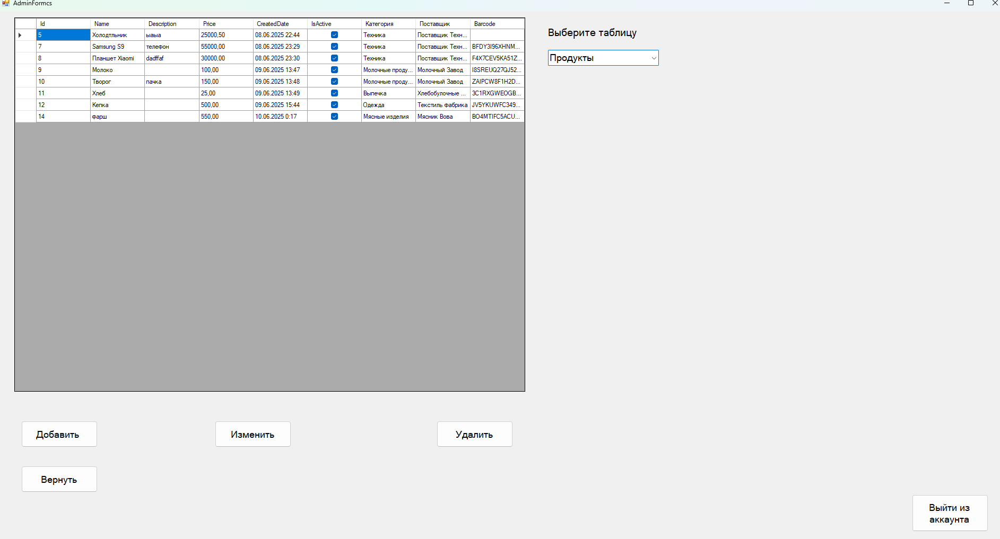 AdminFormcs
Id Name Description Price CreatedDate IsActive Категория Поставщик Barcode
5 Холодтльник ыаыа 25000,50 08.06.2025 22:44 Техника Поставщик Техн...
7 Samsung S9 телефон 55000,00 08.06.2025 23:29 Техника Поставщик Техн... BFDY3I96XHNM...
8 Планшет Xiaomi dadffaf 30000,00 08.06.2025 23:30 Техника Поставщик Техн... F4X7CEV5KA51Z...
9 Молоко 100,00 09.06.2025 13:47 Молочные проду... Молочный Завод I8SREUQ27QJ52...
10 Творог пачка 150,00 09.06.2025 13:48 Молочные проду... Молочный Завод ZAIPCW8F1H2D...
11 Хлеб 25,00 09.06.2025 13:49 Выпечка Хлебобулочные ... 3C1RXGWEOGB...
12 Кепка 500,00 09.06.2025 15:44 Одежда Текстиль фабрика JV5YKUWFC349...
14 фарш 550,00 10.06.2025 0:17 Мясные изделия Мясник Вова BO4MTIFC5ACU...
Выберите таблицу
Продукты
Добавить
Изменить
Удалить
Вернуть
Выйти из
аккаунта